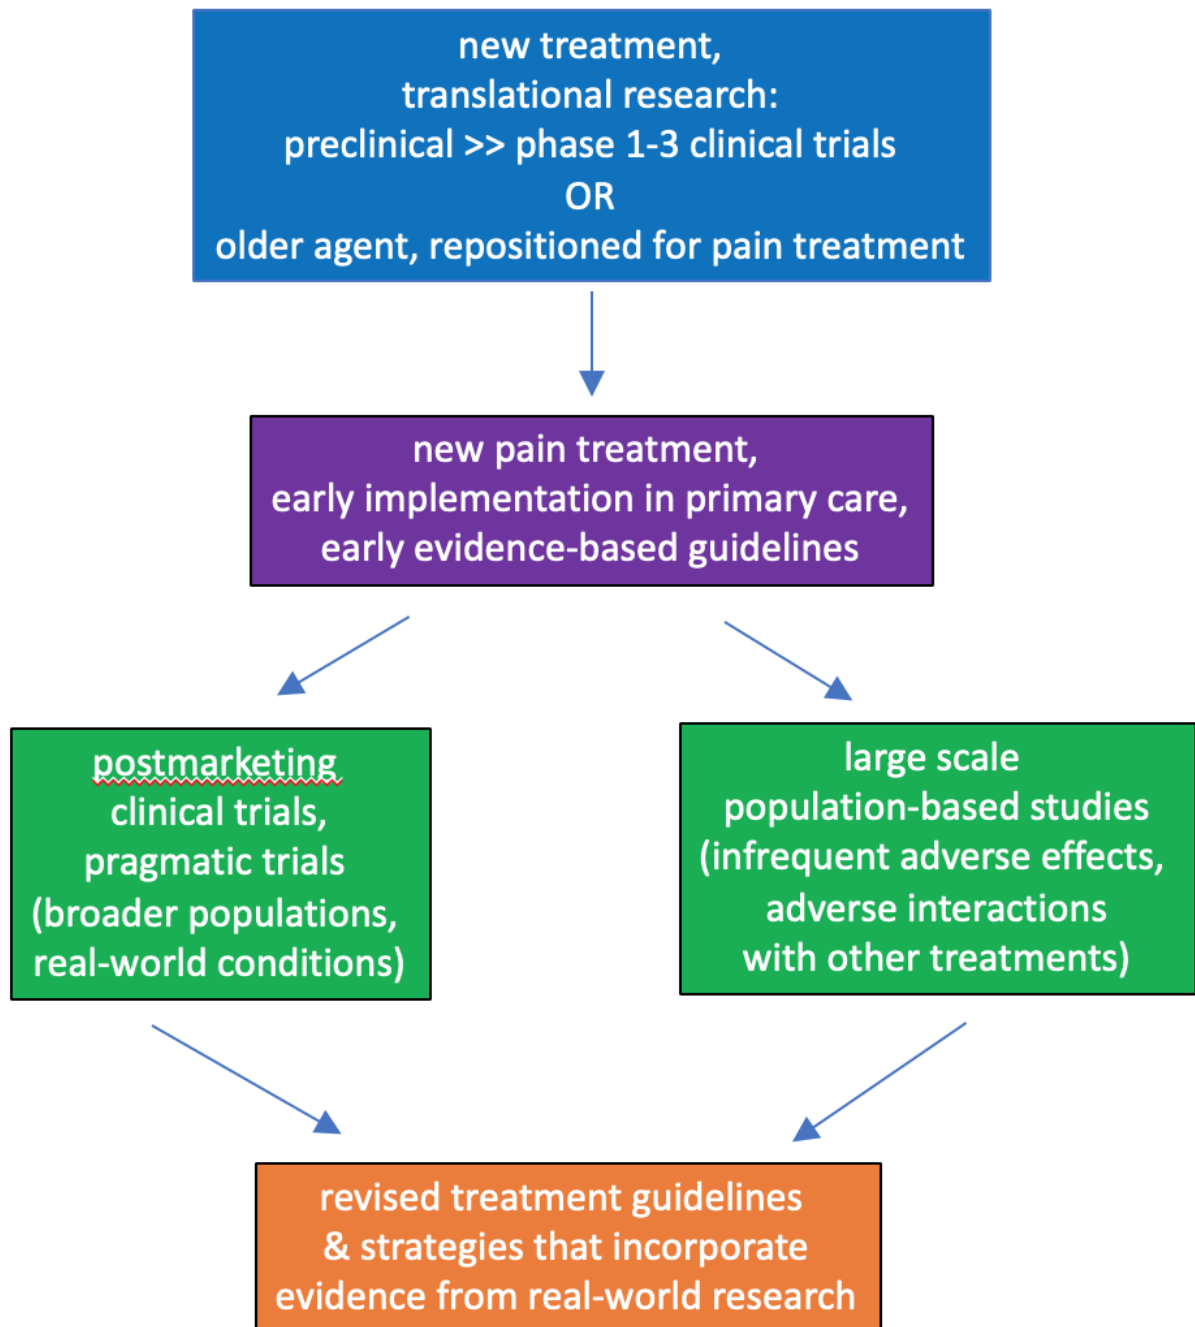 new treatment,
translational research:
preclinical >> phase 1-3 clinical trials
OR
older agent, repositioned for pain treatment
new pain treatment,
early implementation in primary care,
early evidence-based guidelines
postmarketing
clinical trials,
pragmatic trials
(broader populations,
real-world conditions)
large scale
population-based studies
(infrequent adverse effects,
adverse interactions
with other treatments)
revised treatment guidelines
& strategies that incorporate
evidence from real-world research